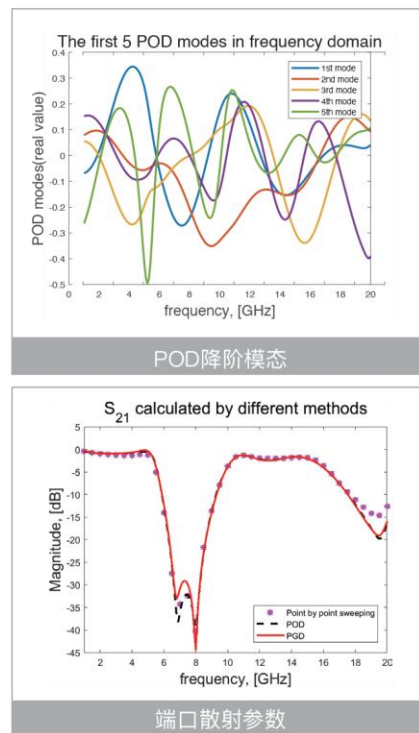 The first 5 POD modes in frequency domain
0.4
0.3
0.2
0.1
0
-0.1
-0.2
-0.3
-0.4
-0.5
POD modes(real value)
1st mode
2nd mode
3rd mode
4th mode
5th mode
0 2 4 6 8 10 12 14 16 18 20
frequency, [GHz]
POD降阶模态
S21 calculated by different methods
5
0
-5
-10
-15
-20
-25
-30
-35
-40
-45
Magnitude, [dB]
Point by point sweeping
POD
PGD
2 4 6 8 10 12 14 16 18 20
frequency, [GHz]
端口散射参数